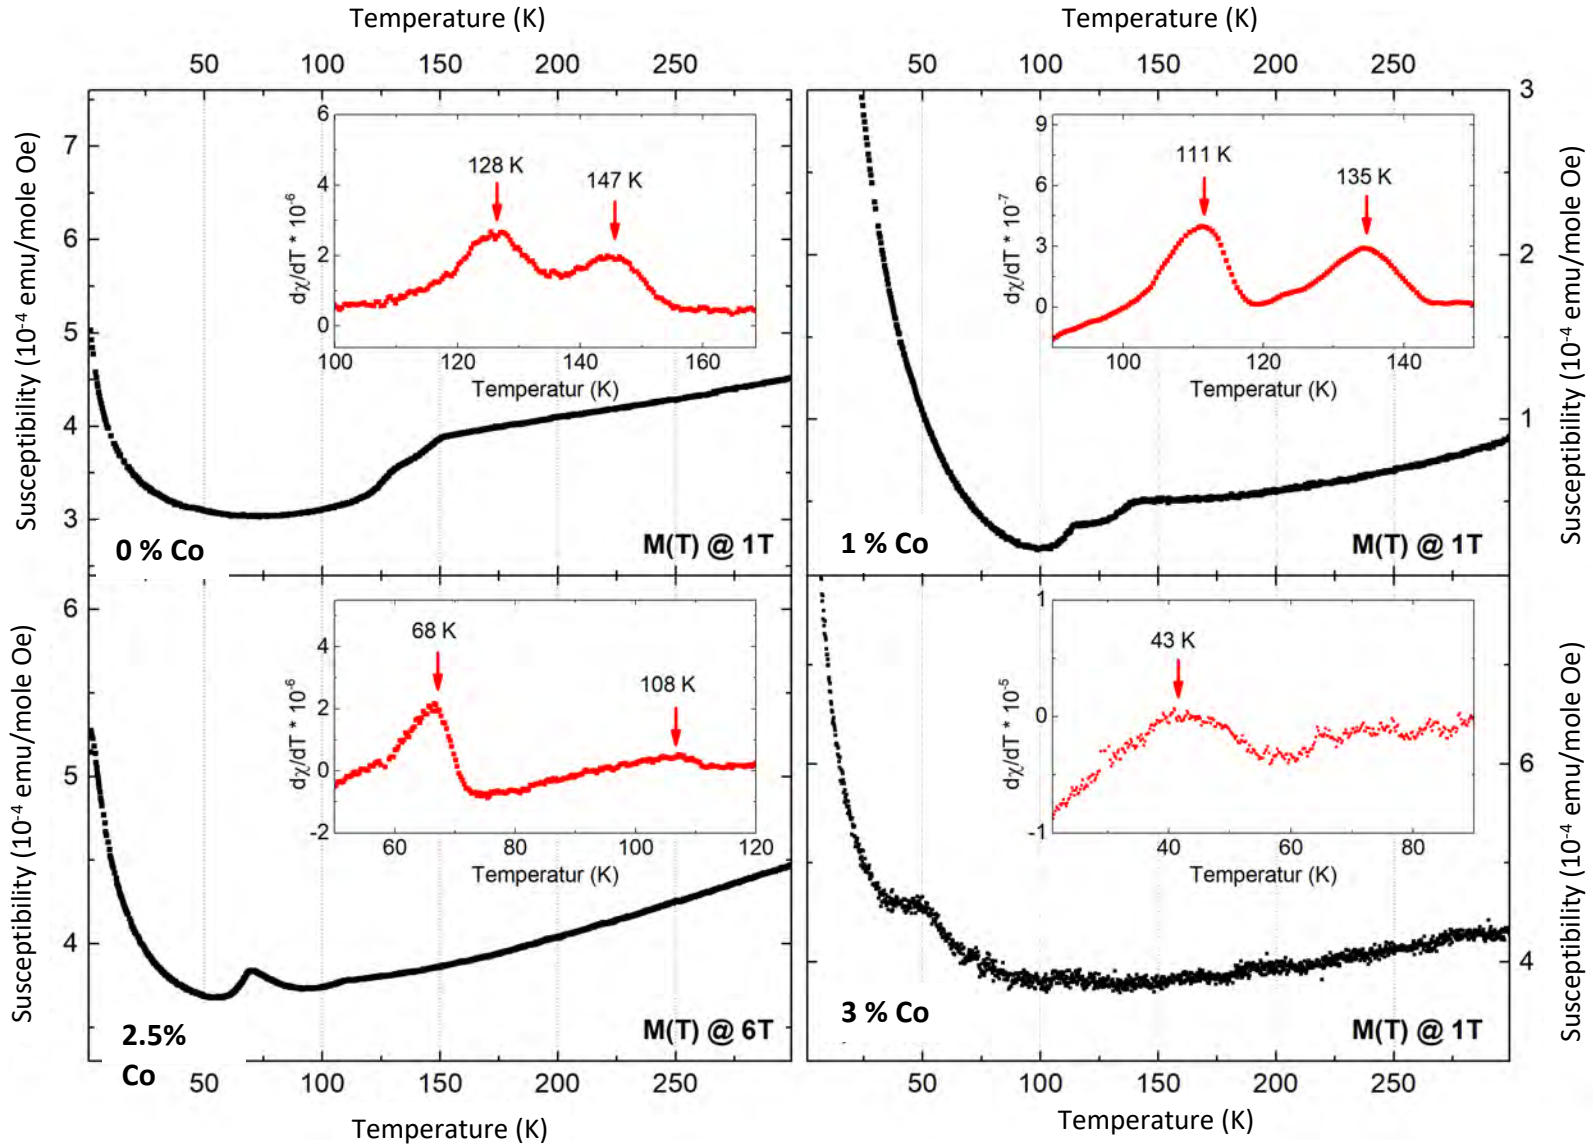 Temperature (K)
Temperature (K)
50 100 150 200 250
50 100 150 200 250
Susceptibility (10⁻⁴ emu/mole Oe)
7
6
5
4
3
dχ/dT * 10⁻⁶
6
4
2
0
128 K
147 K
100 120 140 160
Temperatur (K)
0 % Co
M(T) @ 1T
dχ/dT * 10⁻⁷
9
6
3
0
111 K
135 K
100 120 140
Temperatur (K)
1 % Co
M(T) @ 1T
3
2
1
Susceptibility (10⁻⁴ emu/mole Oe)
Susceptibility (10⁻⁴ emu/mole Oe)
6
5
4
dχ/dT * 10⁻⁶
4
2
0
-2
68 K
108 K
60 80 100 120
Temperatur (K)
2.5%
Co
M(T) @ 6T
dχ/dT * 10⁻⁵
1
0
-1
43 K
40 60 80
Temperatur (K)
3 % Co
M(T) @ 1T
6
4
Susceptibility (10⁻⁴ emu/mole Oe)
50 100 150 200 250
50 100 150 200 250
Temperature (K)
Temperature (K)